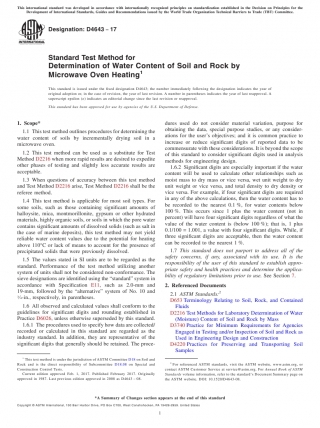 This international standard was developed in accordance with internationally recognized principles on standardization established in the Decision on Principles for the
Development of International Standards, Guides and Recommendations issued by the World Trade Organization Technical Barriers to Trade (TBT) Committee.
Designation: D4643 − 17
INTERNATIONAL
Standard Test Method for
Determination of Water Content of Soil and Rock by
Microwave Oven Heating1
This standard is issued under the fixed designation D4643; the number immediately following the designation indicates the year of
original adoption or, in the case of revision, the year of last revision. A number in parentheses indicates the year of last reapproval. A
superscript epsilon (ε) indicates an editorial change since the last revision or reapproval.
This standard has been approved for use by agencies of the U.S. Department of Defense.
1. Scope*
1.1 This test method outlines procedures for determining the
water content of soils by incrementally drying soil in a
microwave oven.
1.2 This test method can be used as a substitute for Test
Method D2216 when more rapid results are desired to expedite
other phases of testing and slightly less accurate results are
acceptable.
1.3 When questions of accuracy between this test method
and Test Method D2216 arise, Test Method D2216 shall be the
referee method.
1.4 This test method is applicable for most soil types. For
some soils, such as those containing significant amounts of
halloysite, mica, montmorillonite, gypsum or other hydrated
materials, highly organic soils, or soils in which the pore water
contains significant amounts of dissolved solids (such as salt in
the case of marine deposits), this test method may not yield
reliable water content values due to the potential for heating
above 110°C or lack of means to account for the presence of
precipitated solids that were previously dissolved.
1.5 The values stated in SI units are to be regarded as the
standard. Performance of the test method utilizing another
system of units shall not be considered non-conformance. The
sieve designations are identified using the "standard" system in
accordance with Specification E11, such as 2.0-mm and
19-mm, followed by the "alternative" system of No. 10 and
3⁄4-in., respectively, in parentheses.
1.6 All observed and calculated values shall conform to the
guidelines for significant digits and rounding established in
Practice D6026, unless otherwise superseded by this standard.
1.6.1 The procedures used to specify how data are collected/
recorded or calculated in this standard are regarded as the
industry standard. In addition, they are representative of the
significant digits that generally should be retained. The proce-
dures used do not consider material variation, purpose for
obtaining the data, special purpose studies, or any consider-
ations for the user's objectives; and it is common practice to
increase or reduce significant digits of reported data to be
commensurate with these considerations. It is beyond the scope
of this standard to consider significant digits used in analysis
methods for engineering design.
1.6.2 Significant digits are especially important if the water
content will be used to calculate other relationships such as
moist mass to dry mass or vice versa, wet unit weight to dry
unit weight or vice versa, and total density to dry density or
vice versa. For example, if four significant digits are required
in any of the above calculations, then the water content has to
be recorded to the nearest 0.1 %, for water contents below
100 %. This occurs since 1 plus the water content (not in
percent) will have four significant digits regardless of what the
value of the water content is (below 100 %); that is, 1 plus
0.1/100 = 1.001, a value with four significant digits. While, if
three significant digits are acceptable, then the water content
can be recorded to the nearest 1 %.
1.7 This standard does not purport to address all of the
safety concerns, if any, associated with its use. It is the
responsibility of the user of this standard to establish appro-
priate safety and health practices and determine the applica-
bility of regulatory limitations prior to use. See Section 7.
2. Referenced Documents
2.1 ASTM Standards:2
D653 Terminology Relating to Soil, Rock, and Contained
Fluids
D2216 Test Methods for Laboratory Determination of Water
(Moisture) Content of Soil and Rock by Mass
D3740 Practice for Minimum Requirements for Agencies
Engaged in Testing and/or Inspection of Soil and Rock as
Used in Engineering Design and Construction
D4220 Practices for Preserving and Transporting Soil
Samples
1 This test method is under the jurisdiction of ASTM Committee D18 on Soil and
Rock and is the direct responsibility of Subcommittee D18.08 on Special and
Construction Control Tests.
Current edition approved Feb. 1, 2017. Published February 2017. Originally
approved in 1987. Last previous edition approved in 2008 as D4643 – 08.
2 For referenced ASTM standards, visit the ASTM website, www.astm.org, or
contact ASTM Customer Service at service@astm.org. For Annual Book of ASTM
Standards volume information, refer to the standard's Document Summary page on
the ASTM website.
*A Summary of Changes section appears at the end of this standard
Copyright © ASTM International, 100 Barr Harbor Drive, PO Box C700, West Conshohocken, PA 19428-2959. United States
1